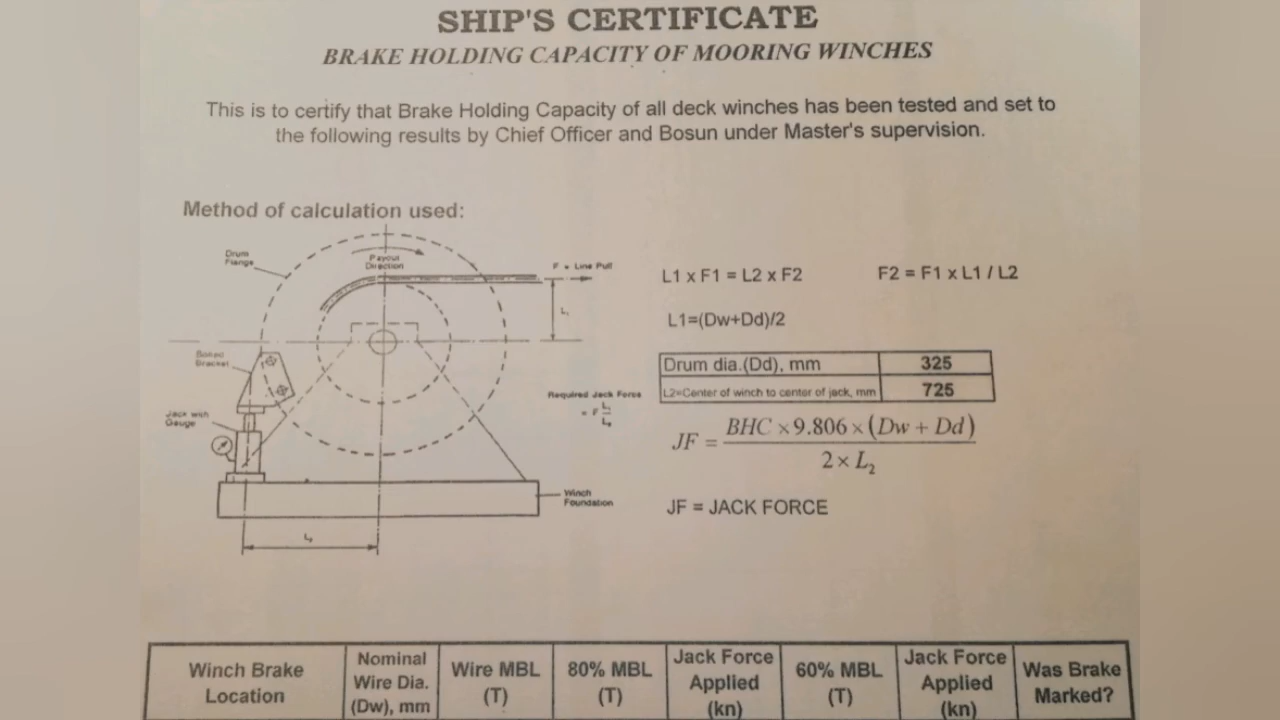 SHIP'S CERTIFICATE
BRAKE HOLDING CAPACITY OF MOORING WINCHES
This is to certify that Brake Holding Capacity of all deck winches has been tested and set to
the following results by Chief Officer and Bosun under Master's supervision.
Method of calculation used:
Drum
Flange
Payout
Direction
F = Line Pull
L1 x F1 = L2 x F2
F2 = F1 x L1 / L2
L1=(Dw+Dd)/2
Bracket
Drum dia.(Dd), mm 325
L2=Center of winch to center of jack, mm 725
Required Jack Force
Jack with
Gauge
JF = BHC ×9.806×(Dw + Dd) / 2× L₂
Winch
Foundation
JF = JACK FORCE
Winch Brake Location
Nominal Wire Dia. (Dw), mm
Wire MBL (T)
80% MBL (T)
Jack Force Applied (kn)
60% MBL (T)
Jack Force Applied (kn)
Was Brake Marked?